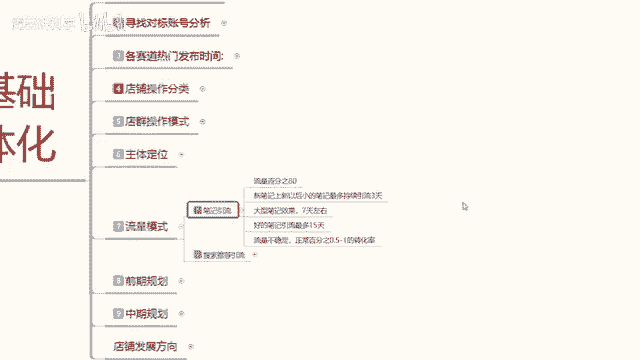 寻找对标账号分析
各赛道热门发布时间:
4 店铺操作分类
5 店群操作模式
6 主体定位
基础
体化
流量百分之80
新笔记上新以后小的笔记最多持续引流3天
笔记引流
大型笔记效果，7天左右
7 流量模式
好的笔记引流最多15天
流量不稳定，正常百分之0.5-1的转化率
搜索推荐引流
8 前期规划
9 中期规划
店铺发展方向